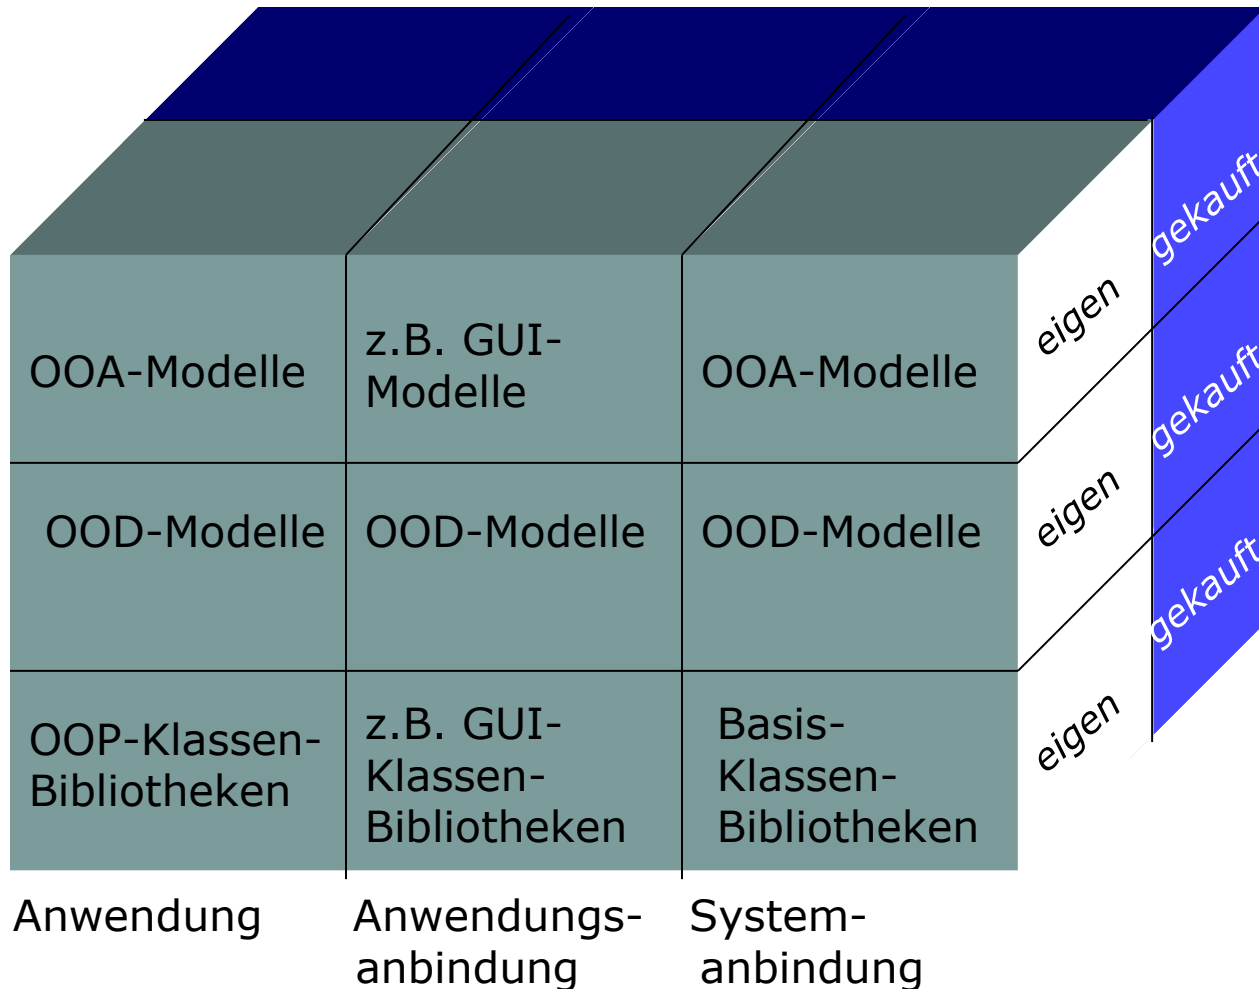 OOA-Modelle
z.B. GUI-
Modelle
OOA-Modelle
eigen
gekauft
OOD-Modelle
OOD-Modelle
OOD-Modelle
eigen
gekauft
OOP-Klassen-
Bibliotheken
z.B. GUI-
Klassen-
Bibliotheken
Basis-
Klassen-
Bibliotheken
eigen
gekauft
Anwendung
Anwendungs-
anbindung
System-
anbindung